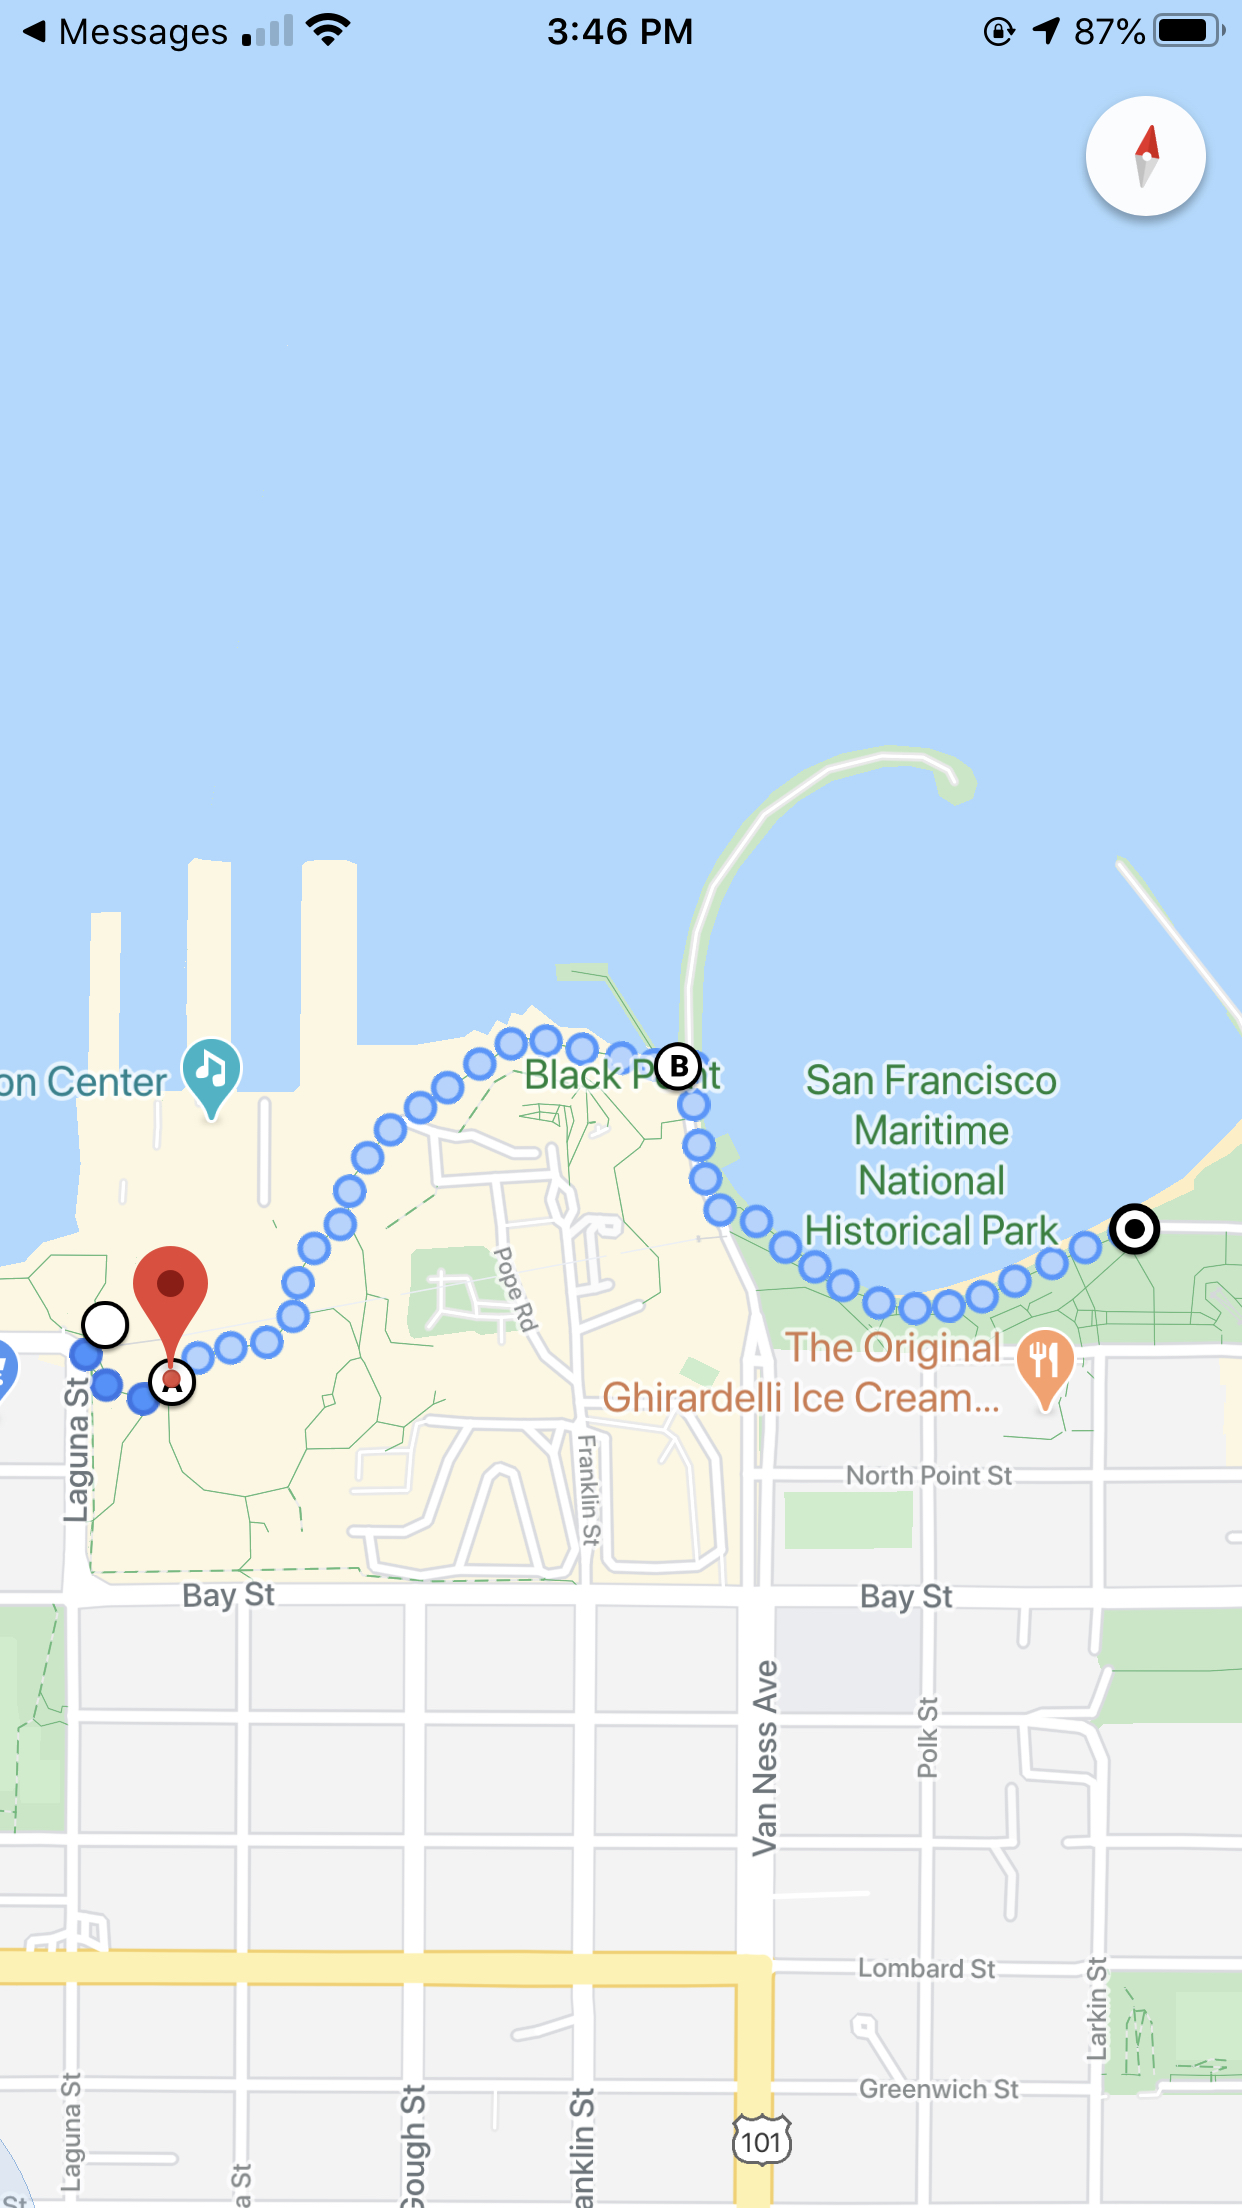 Messages
3:46 PM
87%
on Center
Black P nt
B
San Francisco
Maritime
National
Historical Park
A
Pope Rd
The Original
Ghirardelli Ice Cream...
Laguna St
Franklin St
North Point St
Bay St
Bay St
Van Ness Ave
Polk St
Lombard St
Larkin St
Greenwich St
Laguna St
a St
Gough St
anklin St
101
St